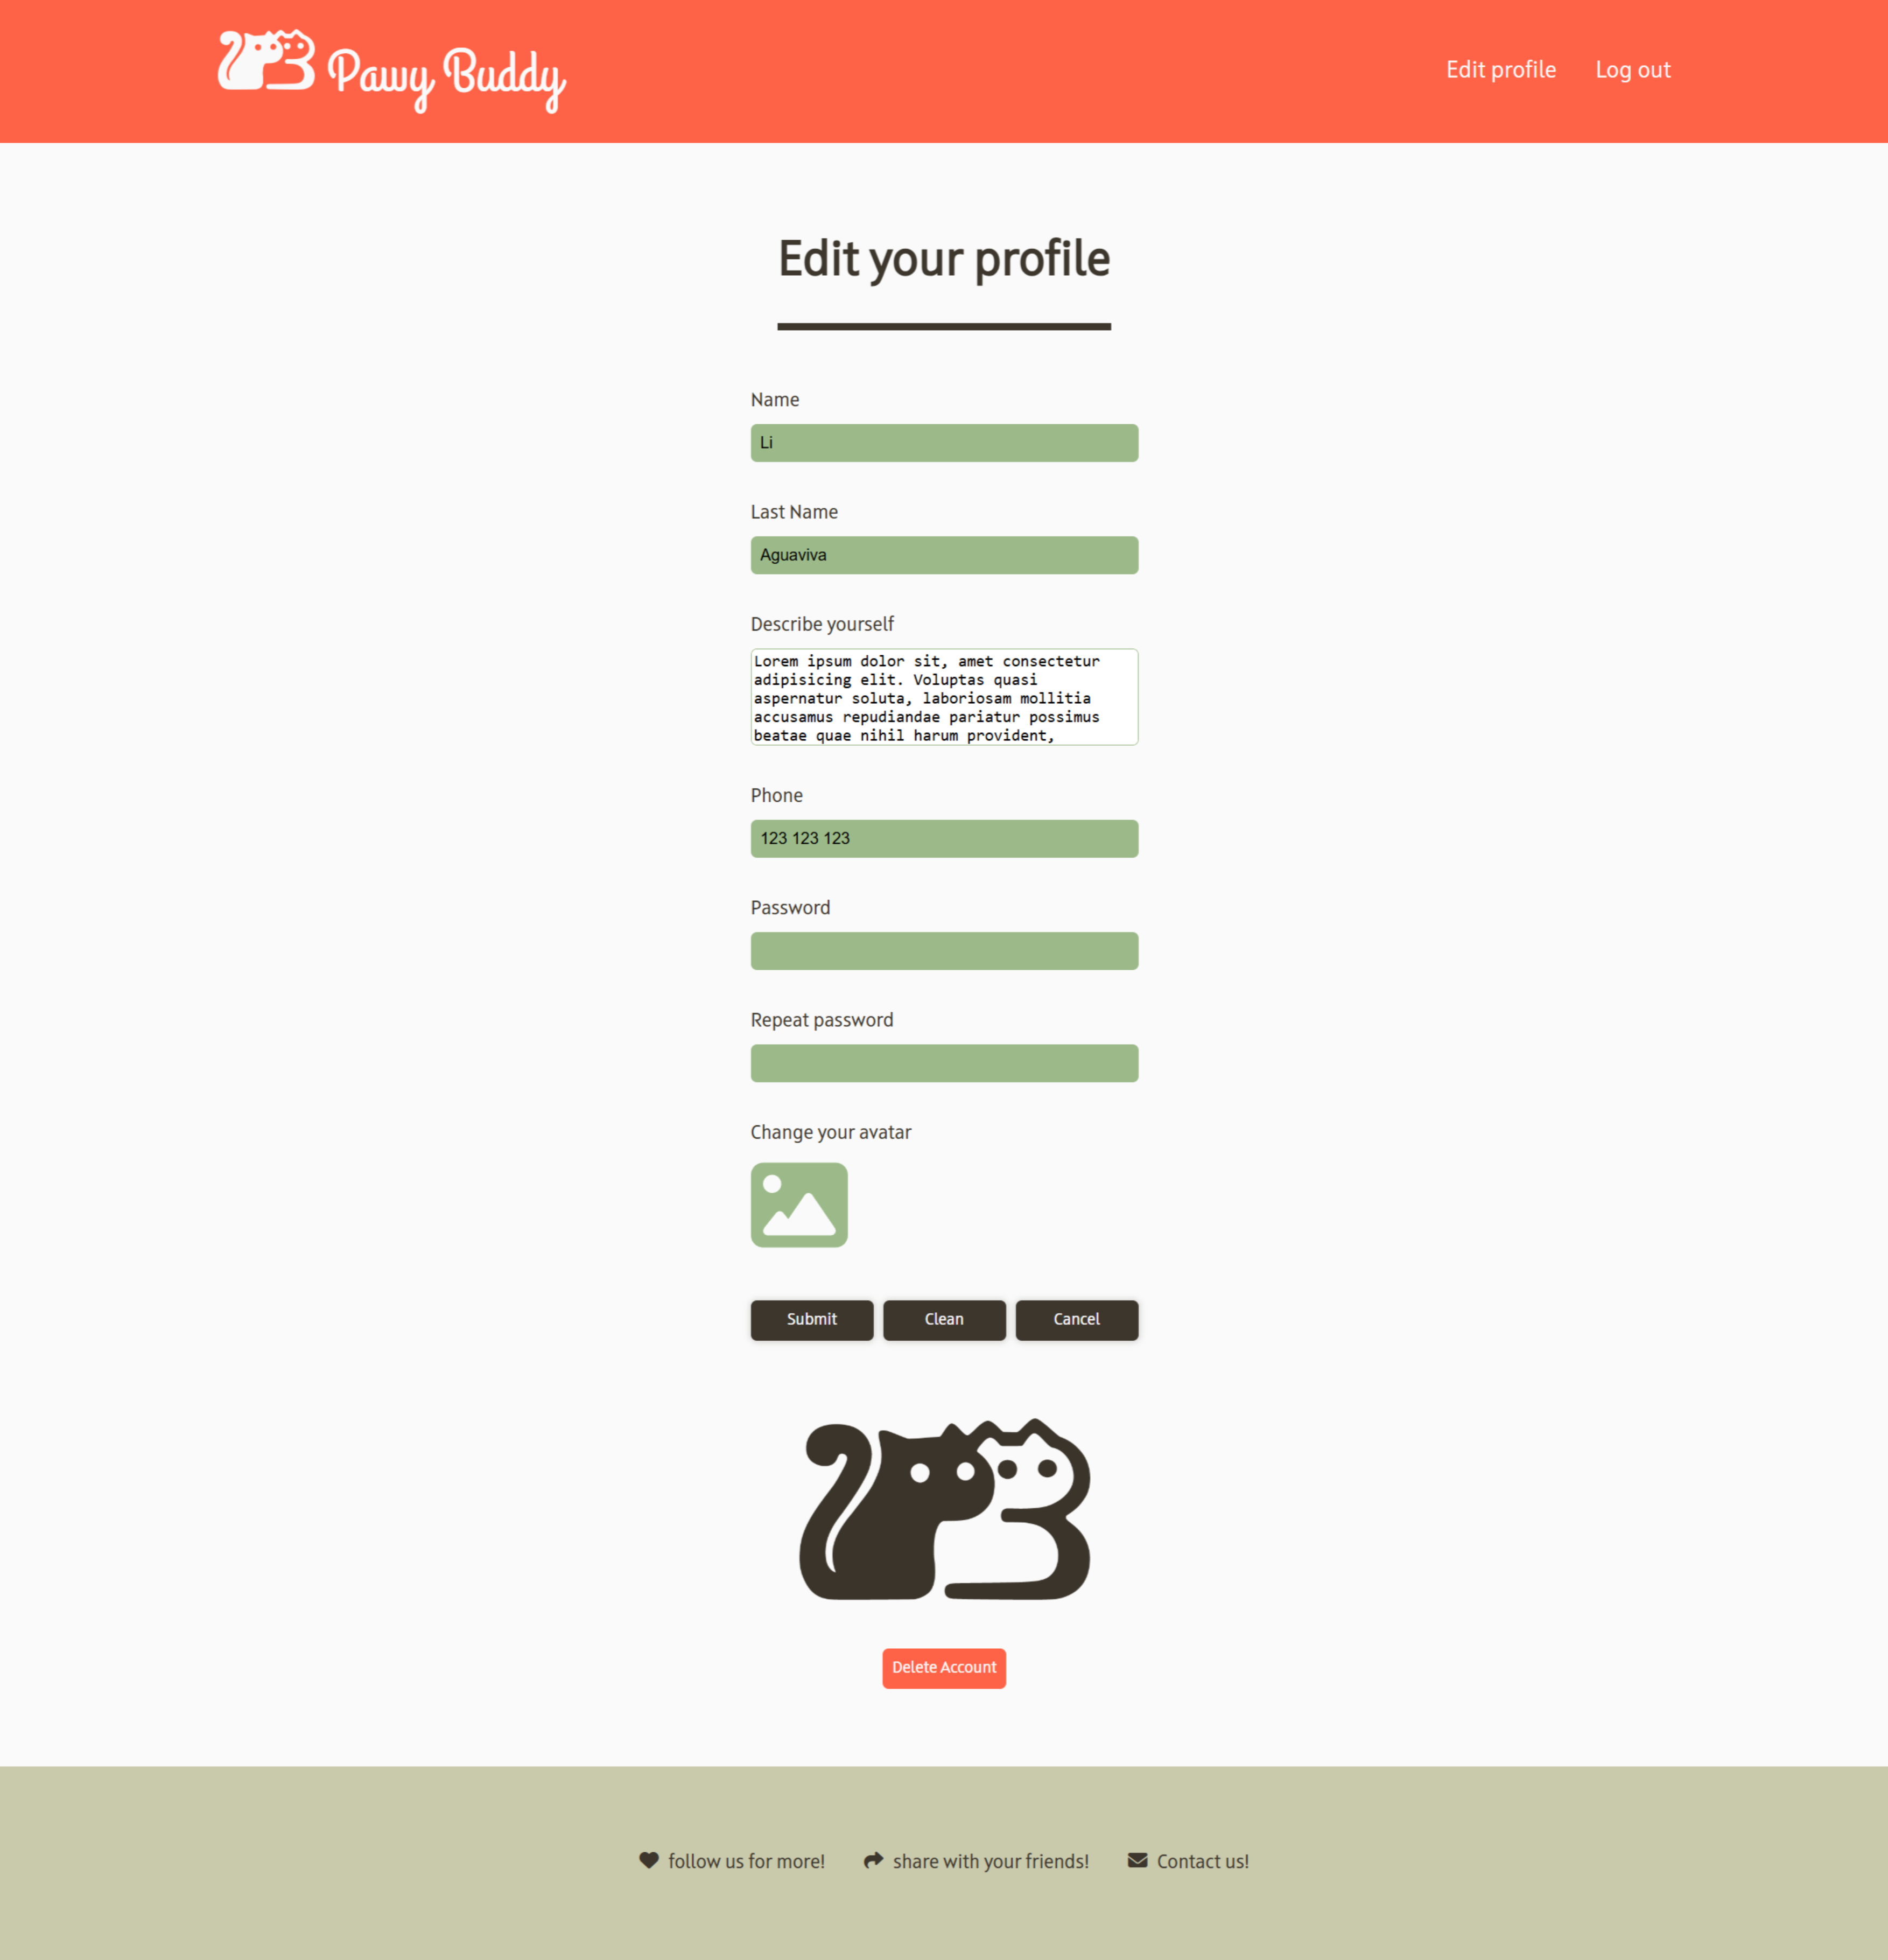 Pawy Buddy
Edit profile
Log out
Edit your profile
Name
Li
Last Name
Aguaviva
Describe yourself
Lorem ipsum dolor sit, amet consectetur
adipisicing elit. Voluptas quasi
aspernatur soluta, laboriosam mollitia
accusamus repudiandae pariatur possimus
beatae quae nihil harum provident,
Phone
123 123 123
Password
Repeat password
Change your avatar
Submit
Clean
Cancel
Delete Account
follow us for more!
share with your friends!
Contact us!